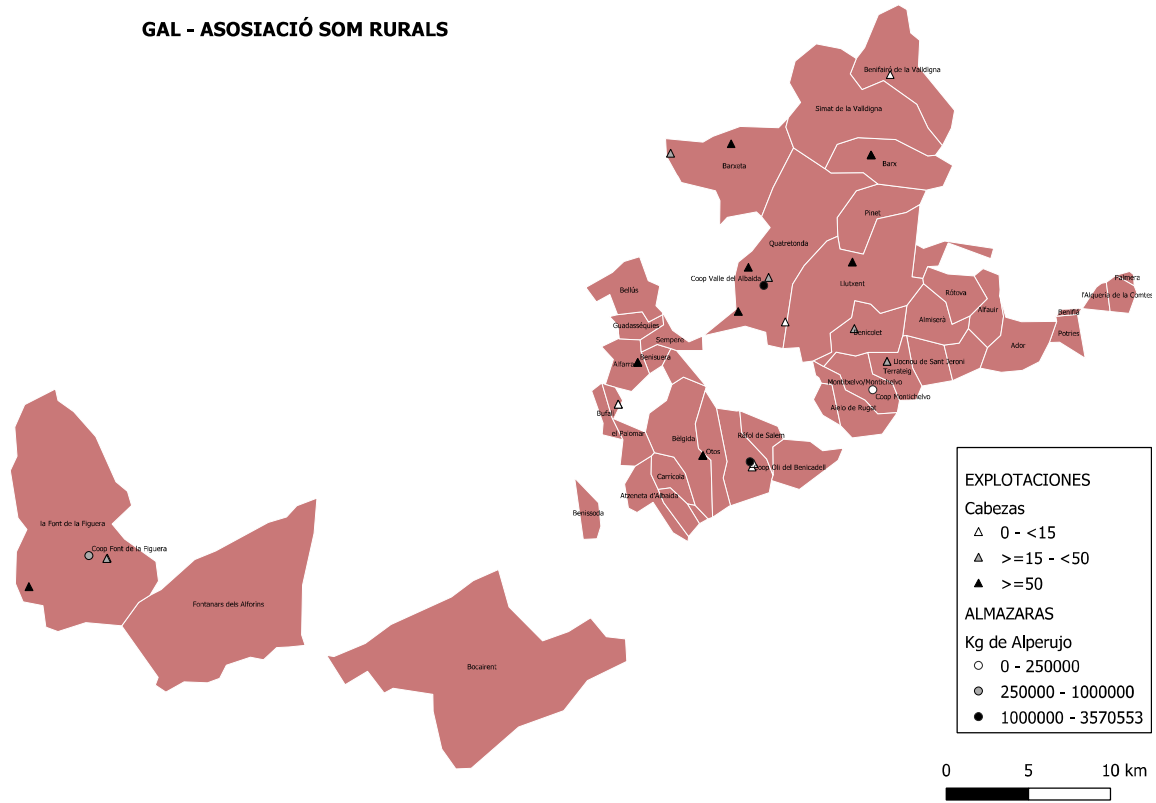 GAL - ASOSIACIÓ SOM RURALS
Benifairó de la Valldigna
Simat de la Valldigna
Barxeta
Barx
Pinet
Quatretonda
Coop Valle del Albaida
Llutxent
Palmera
l'Alqueria de la Comtes
Bellús
Rótova
Alfauir
Beniflá
Guadasséquies
Almiserà
Potries
Benicolet
Sempere
Ador
Benisuera
Alfarra
Llocnou de Sant Jeroni
Terrateig
Montitxelvo/Montichelvo
Coop Montichelvo
Aielo de Rugat
Bufali
el Palomar
Bèlgida
Ràfol de Salem
Otos
Coop Oli del Benicadell
Carrícola
Atzeneta d'Albaida
Benissoda
la Font de la Figuera
Coop Font de la Figuera
Fontanars dels Alforins
Bocairent
EXPLOTACIONES
Cabezas
0 - <15
>=15 - <50
>=50
ALMAZARAS
Kg de Alperujo
0 - 250000
250000 - 1000000
1000000 - 3570553
0 5 10 km